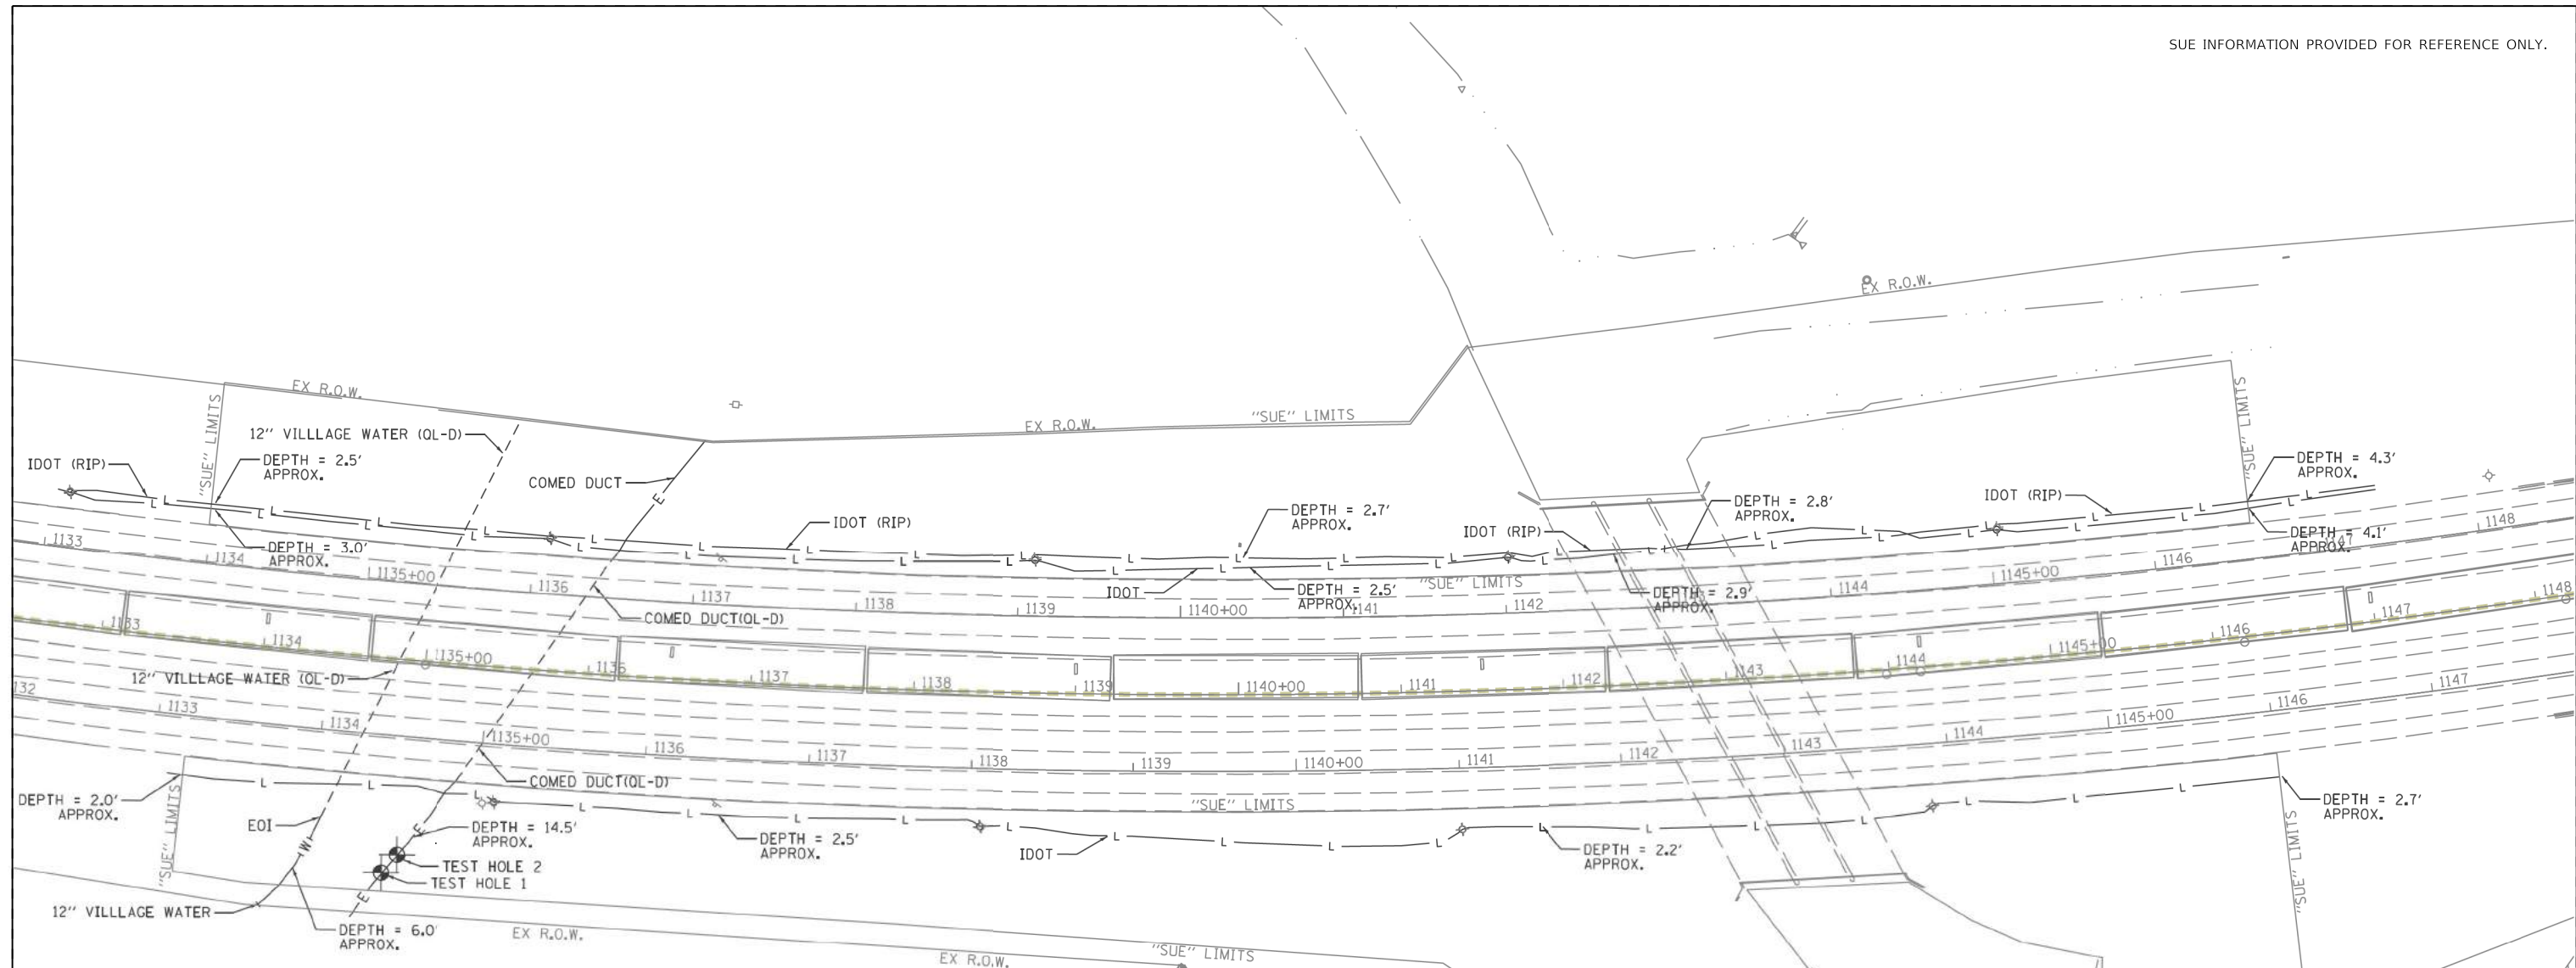 SUE INFORMATION PROVIDED FOR REFERENCE ONLY.
EX R.O.W.
EX R.O.W.
"SUE" LIMITS
EX R.O.W.
"SUE" LIMITS
"SUE" LIMITS
12" VILLLAGE WATER (QL-D)
IDOT (RIP)
DEPTH = 2.5'
APPROX.
COMED DUCT
E
DEPTH = 3.0'
APPROX.
IDOT (RIP)
DEPTH = 2.7'
APPROX.
IDOT (RIP)
DEPTH = 2.8'
APPROX.
IDOT (RIP)
DEPTH = 4.3'
APPROX.
DEPTH = 4.1'
APPROX.
L L L L L L L L L L L L L L L L L L L L
"SUE" LIMITS
IDOT
DEPTH = 2.5'
APPROX.
DEPTH = 2.9'
APPROX.
1133
1134
1135+00
1136
1137
1138
1139
1140+00
1141
1142
1144
1145+00
1146
1147
1148
COMED DUCT(QL-D)
1133
1134
1135+00
1136
1137
1138
1139
1140+00
1141
1142
1143
1144
1145+00
1146
1147
1148
12" VILLLAGE WATER (QL-D)
132
1133
1134
1135+00
1136
1137
1138
1139
1140+00
1141
1142
1143
1144
1145+00
1146
1147
COMED DUCT(QL-D)
"SUE" LIMITS
DEPTH = 2.0'
APPROX.
"SUE" LIMITS
L L L L L L L L L L L L L L L L L L L
EOI
W
E
DEPTH = 14.5'
APPROX.
TEST HOLE 2
TEST HOLE 1
E
DEPTH = 2.5'
APPROX.
IDOT
DEPTH = 2.2'
APPROX.
DEPTH = 2.7'
APPROX.
"SUE" LIMITS
12" VILLLAGE WATER
DEPTH = 6.0'
APPROX.
EX R.O.W.
"SUE" LIMITS
EX R.O.W.